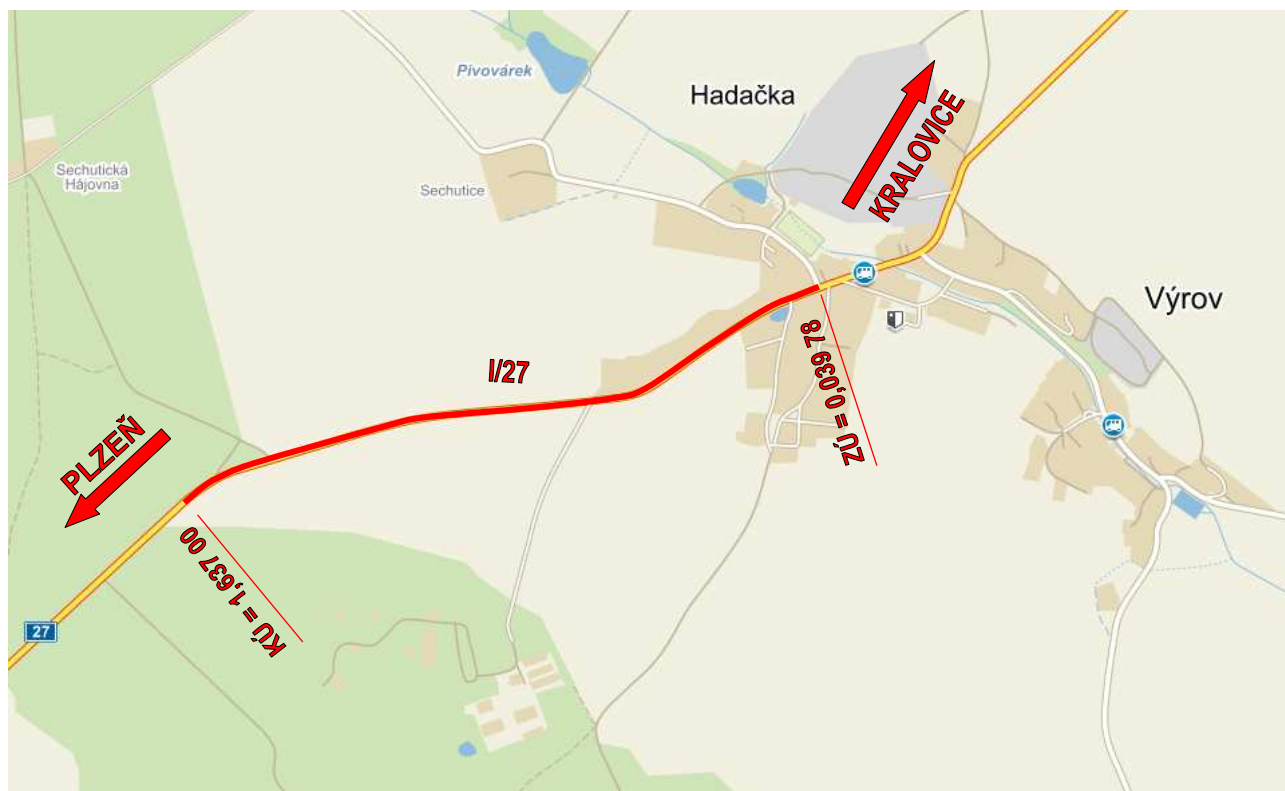 Pivovárek
Hadačka
KRALOVICE
Sechutická
Hájovna
Sechutice
Výrov
I/27
ZÚ = 0,039 78
PLZEŇ
KÚ = 1,637 00
27